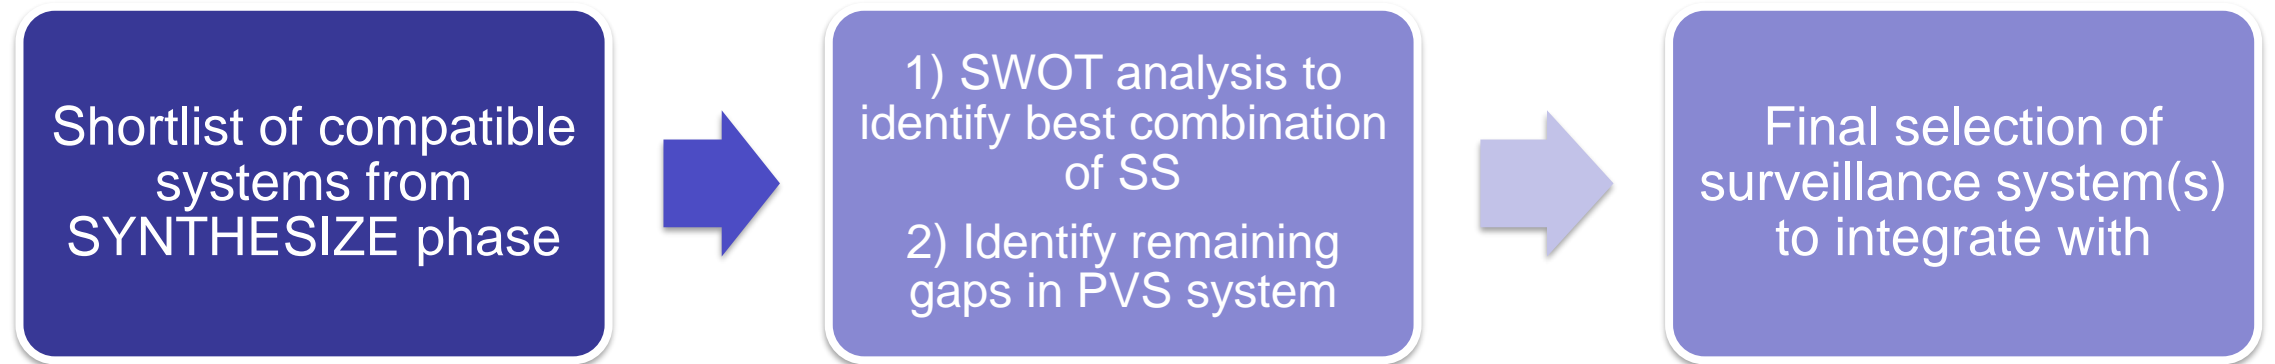 Shortlist of compatible
systems from
SYNTHESIZE phase
1) SWOT analysis to
identify best combination
of SS
2) Identify remaining
gaps in PVS system
Final selection of
surveillance system(s)
to integrate with